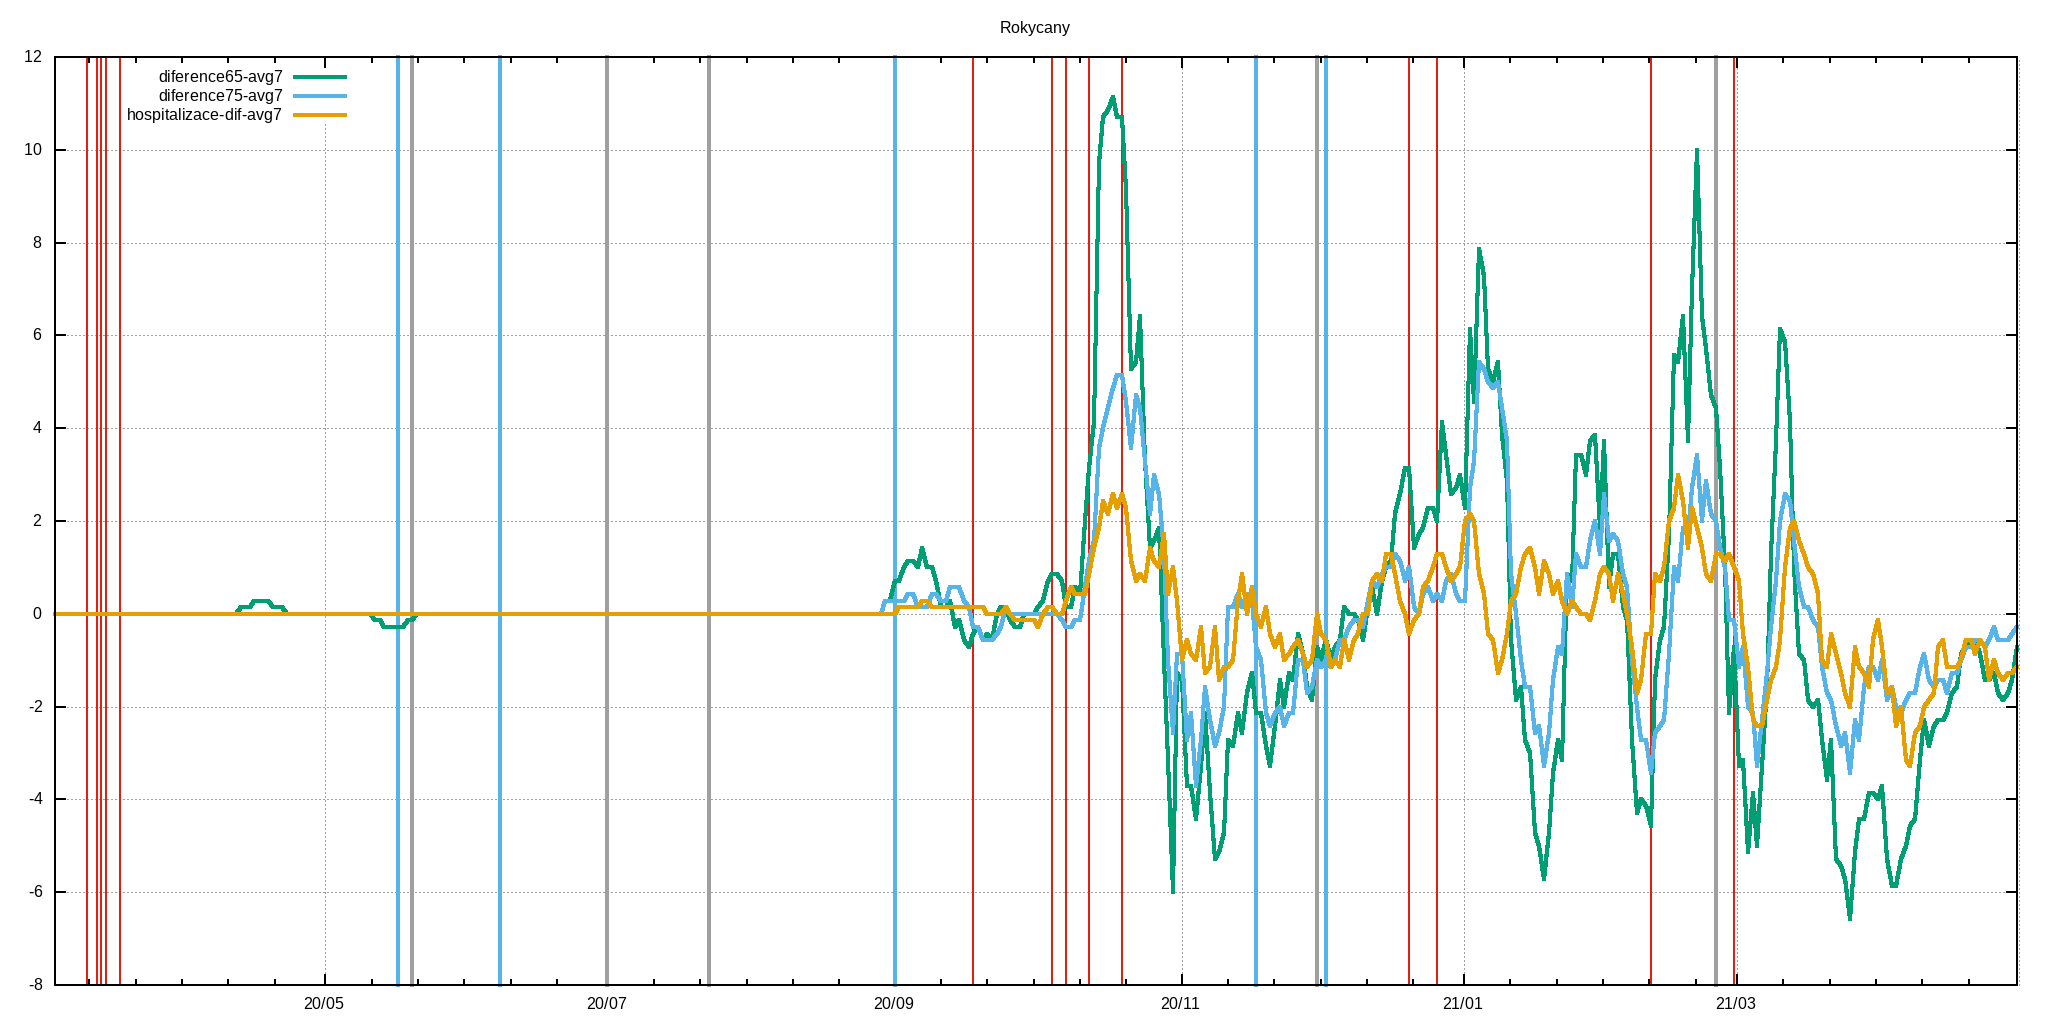 Rokycany
diference65-avg7
diference75-avg7
hospitalizace-dif-avg7
12
10
8
6
4
2
0
-2
-4
-6
-8
20/05 20/07 20/09 20/11 21/01 21/03